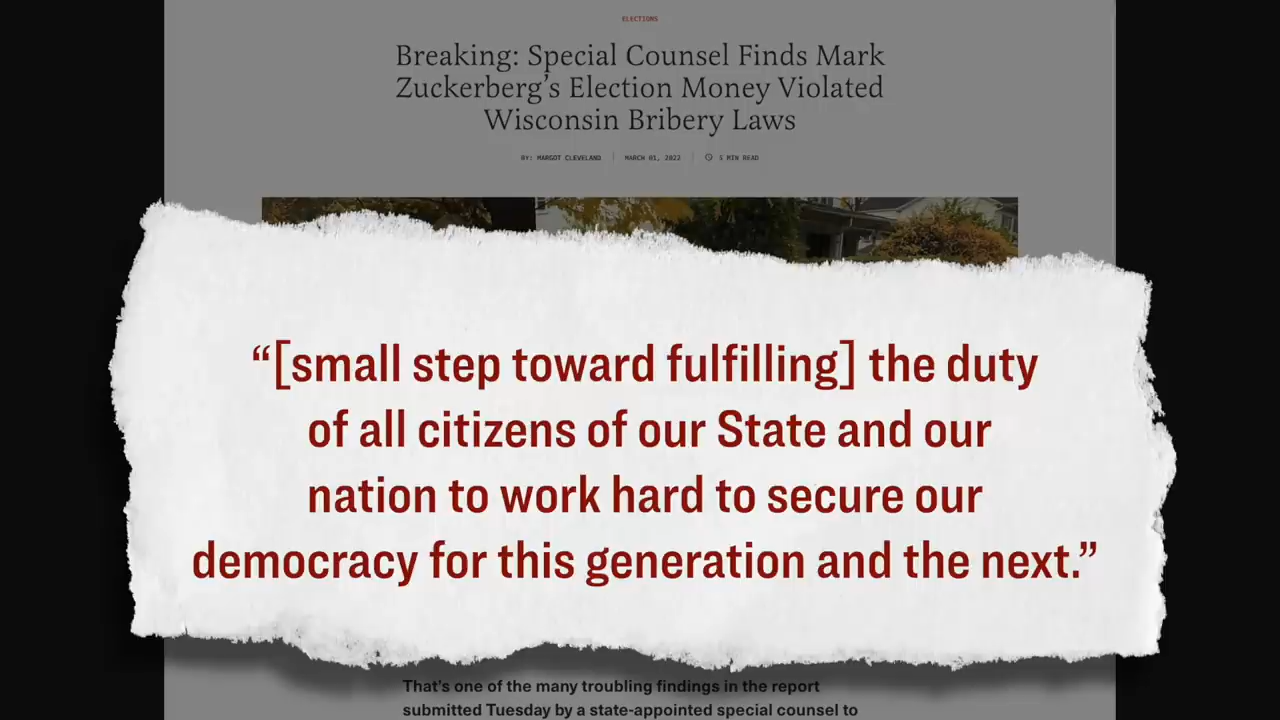 ELECTIONS
Breaking: Special Counsel Finds Mark
Zuckerberg's Election Money Violated
Wisconsin Bribery Laws
BY: MARGOT CLEVELAND | MARCH 01, 2022 | 5 MIN READ
“[small step toward fulfilling] the duty
of all citizens of our State and our
nation to work hard to secure our
democracy for this generation and the next.”
That's one of the many troubling findings in the report
submitted Tuesday by a state-appointed special counsel to